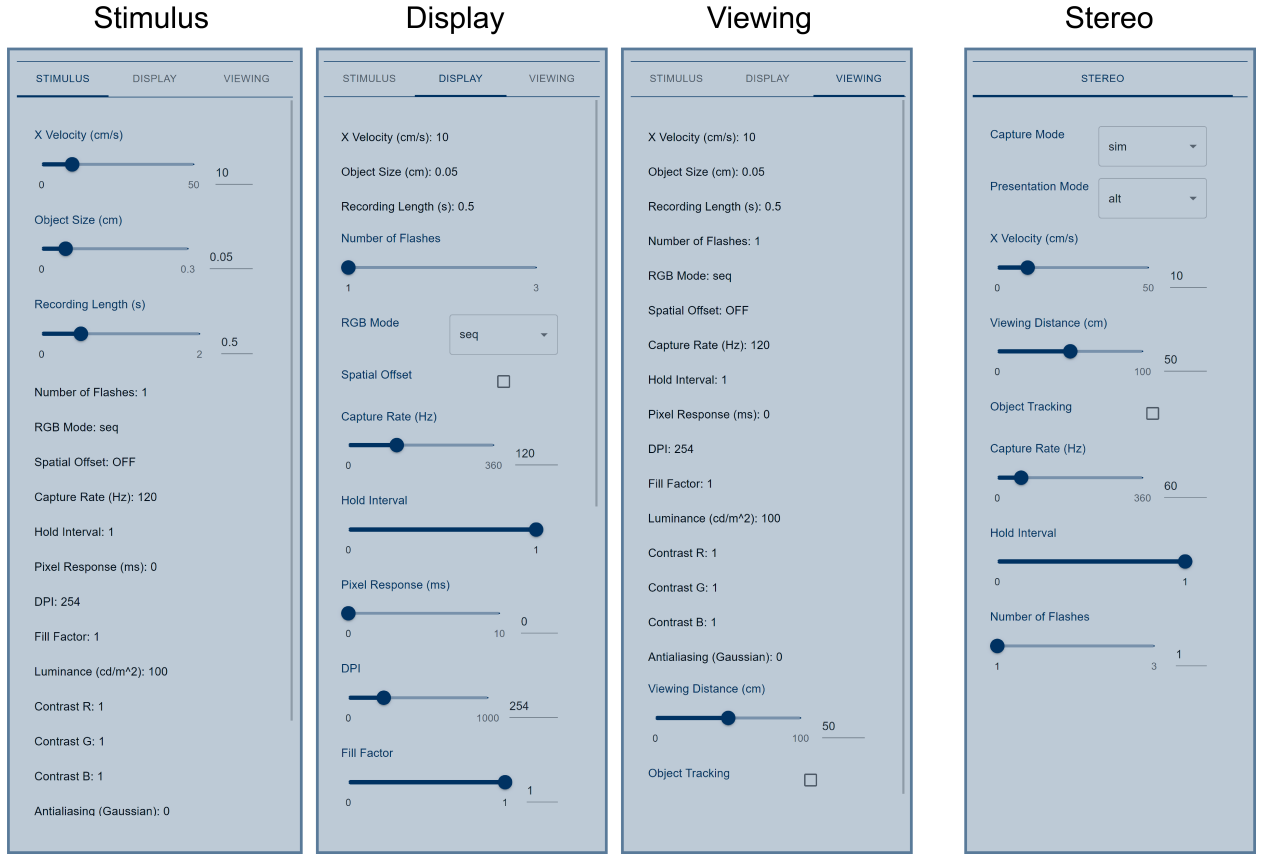 Stimulus
STIMULUS DISPLAY VIEWING
X Velocity (cm/s)
10
0 50
Object Size (cm)
0.05
0 0.3
Recording Length (s)
0.5
0 2
Number of Flashes: 1
RGB Mode: seq
Spatial Offset: OFF
Capture Rate (Hz): 120
Hold Interval: 1
Pixel Response (ms): 0
DPI: 254
Fill Factor: 1
Luminance (cd/m^2): 100
Contrast R: 1
Contrast G: 1
Contrast B: 1
Antialiasing (Gaussian): 0
Display
STIMULUS DISPLAY VIEWING
X Velocity (cm/s): 10
Object Size (cm): 0.05
Recording Length (s): 0.5
Number of Flashes
1 3
RGB Mode
seq
Spatial Offset
Capture Rate (Hz)
120
0 360
Hold Interval
0 1
Pixel Response (ms)
0
0 10
DPI
254
0 1000
Fill Factor
1
0 1
Viewing
STIMULUS DISPLAY VIEWING
X Velocity (cm/s): 10
Object Size (cm): 0.05
Recording Length (s): 0.5
Number of Flashes: 1
RGB Mode: seq
Spatial Offset: OFF
Capture Rate (Hz): 120
Hold Interval: 1
Pixel Response (ms): 0
DPI: 254
Fill Factor: 1
Luminance (cd/m^2): 100
Contrast R: 1
Contrast G: 1
Contrast B: 1
Antialiasing (Gaussian): 0
Viewing Distance (cm)
50
0 100
Object Tracking
Stereo
STEREO
Capture Mode
sim
Presentation Mode
alt
X Velocity (cm/s)
10
0 50
Viewing Distance (cm)
50
0 100
Object Tracking
Capture Rate (Hz)
60
0 360
Hold Interval
0 1
Number of Flashes
1
1 3